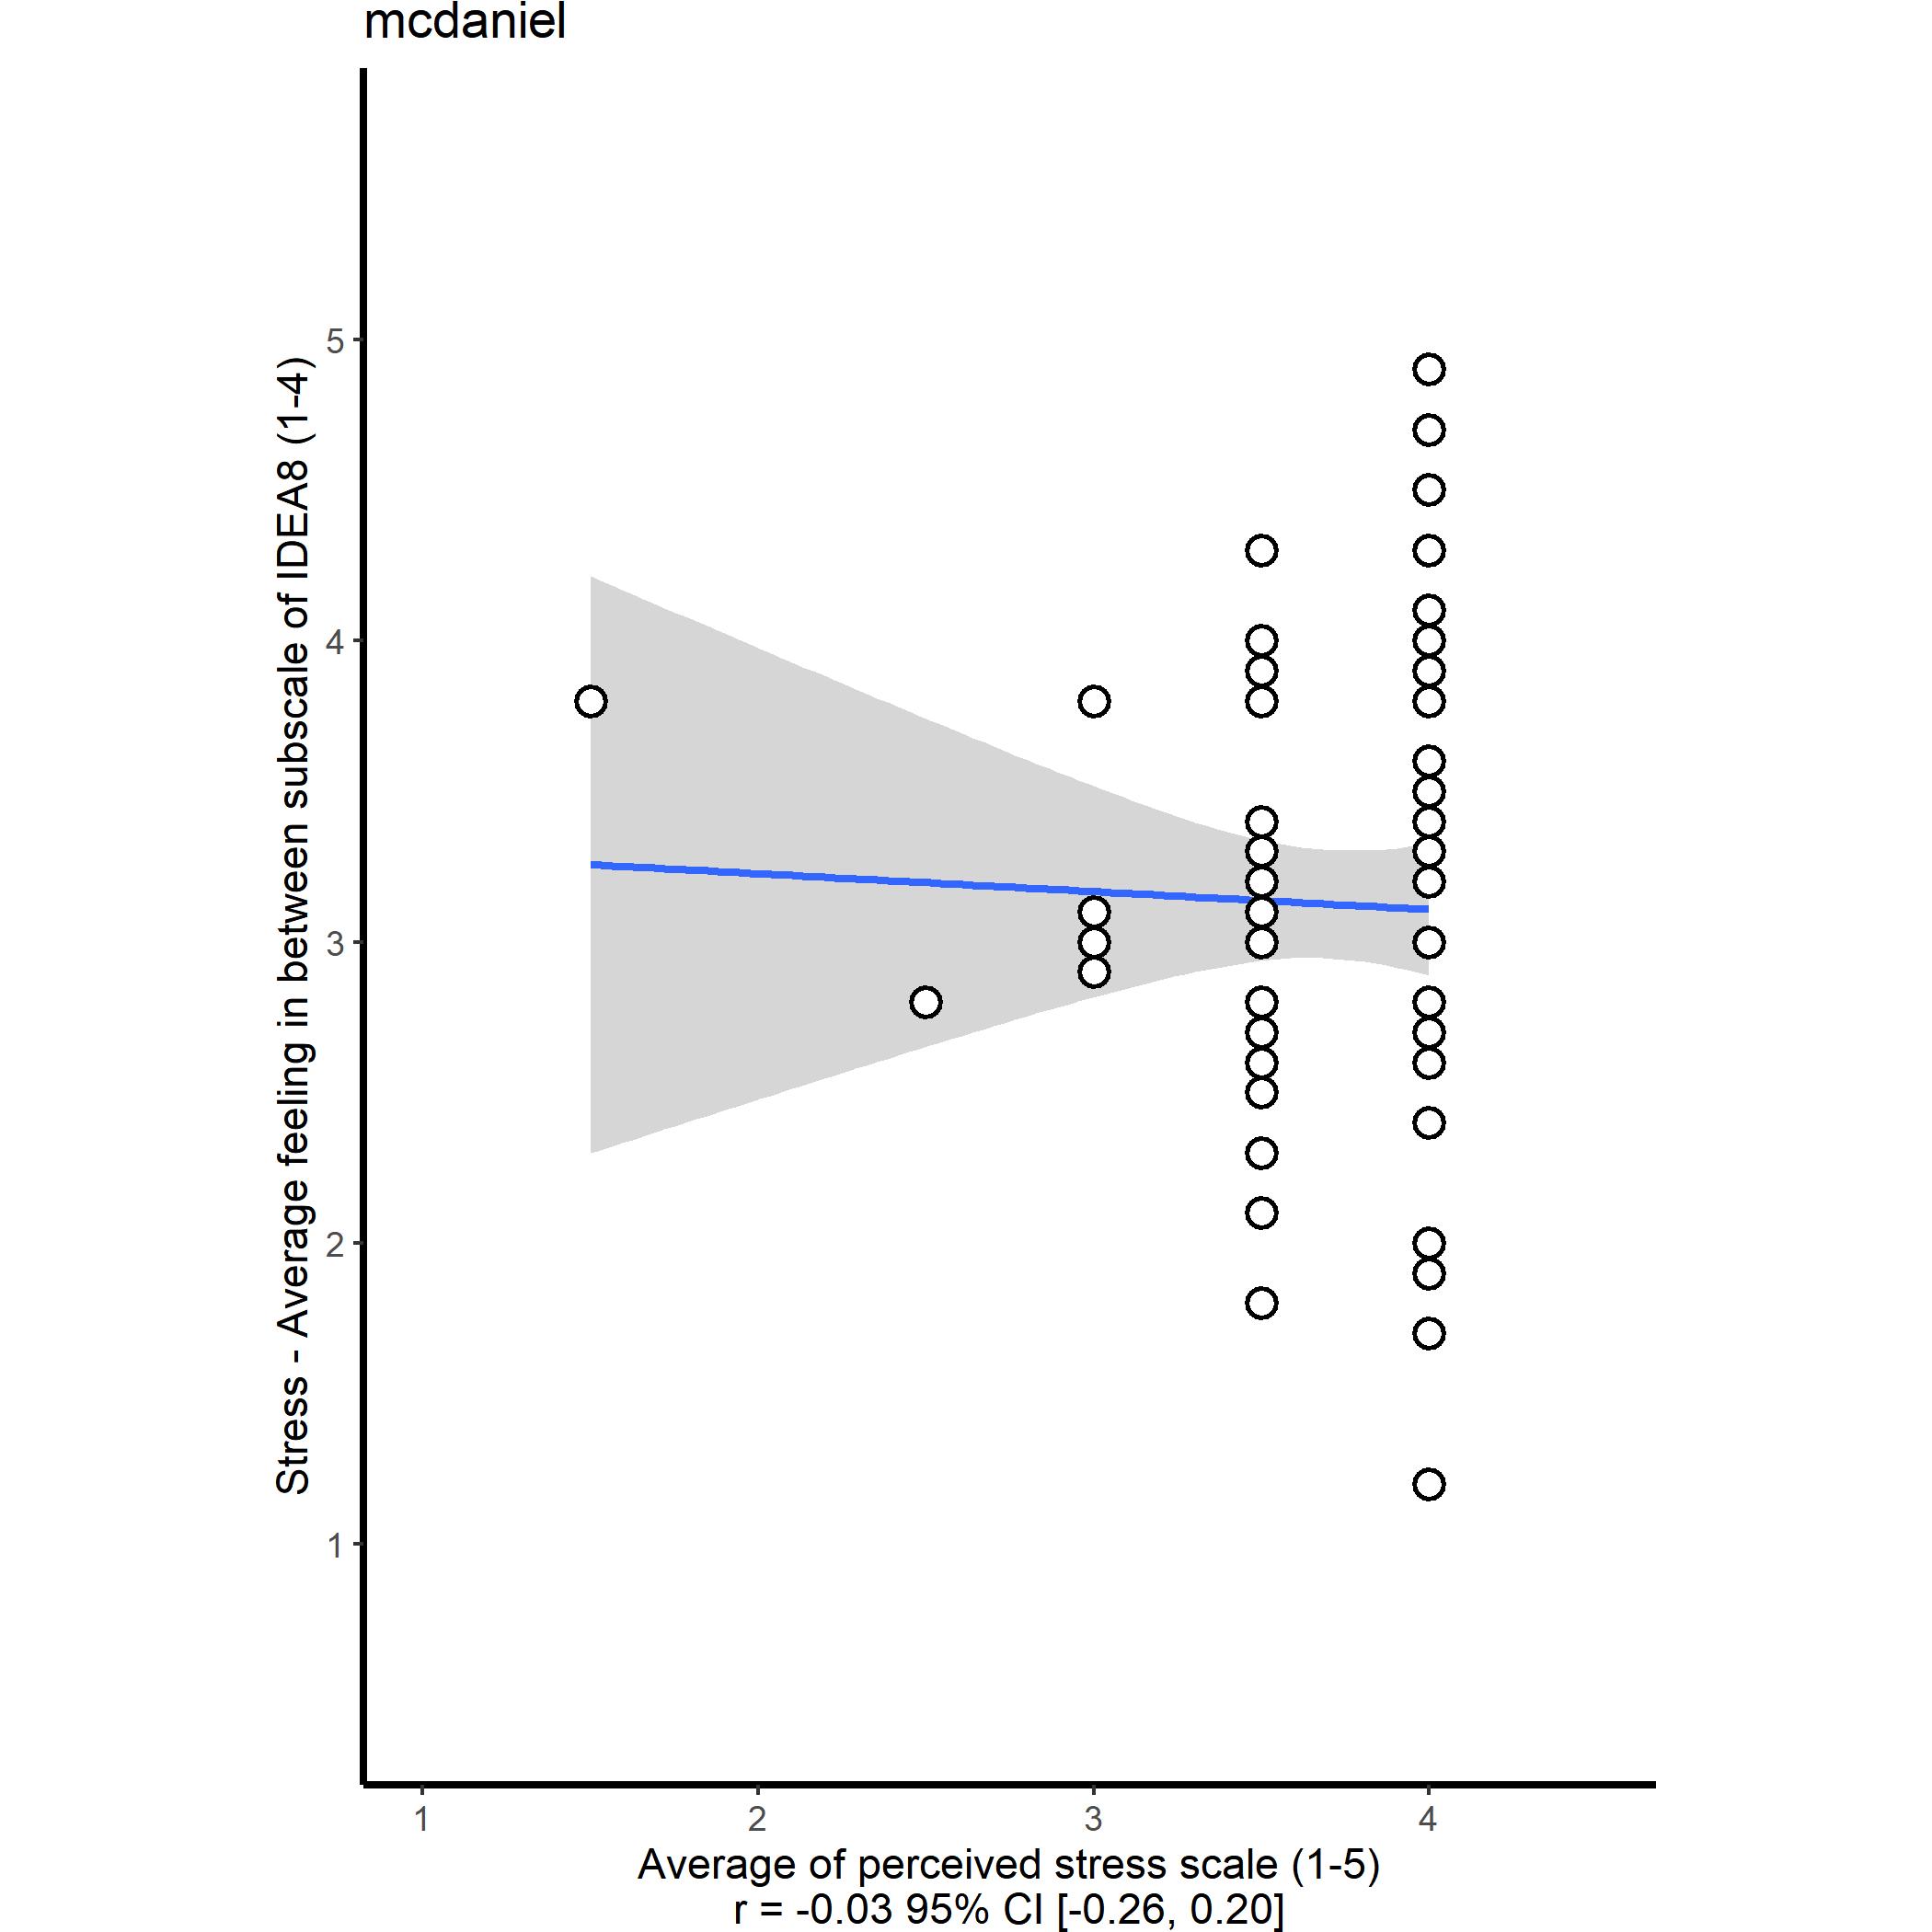 mcdaniel
Stress - Average feeling in between subscale of IDEA8 (1-4)
5
4
3
2
1
1 2 3 4
Average of perceived stress scale (1-5)
r = -0.03 95% CI [-0.26, 0.20]